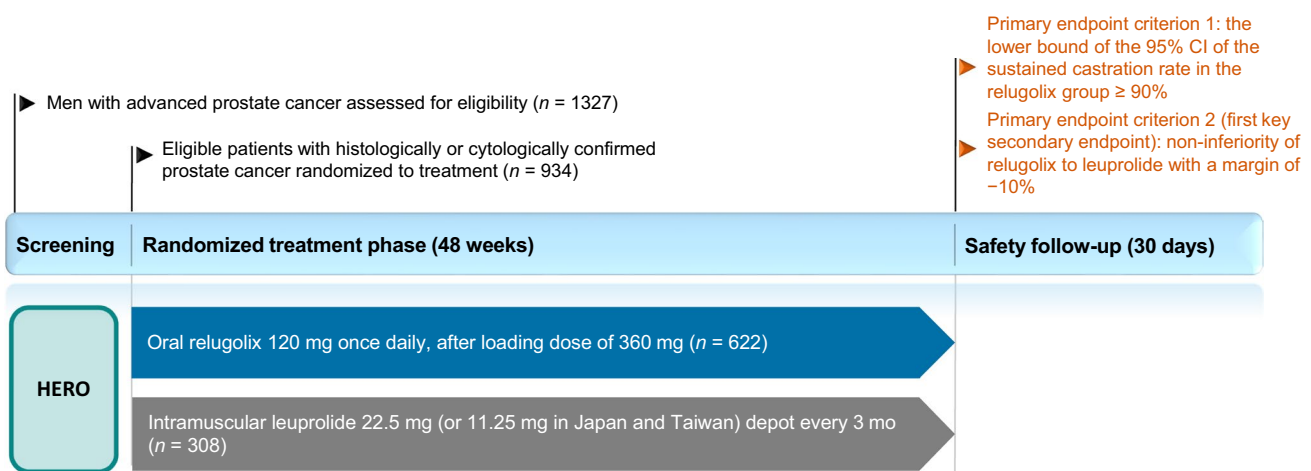 Primary endpoint criterion 1: the
lower bound of the 95% CI of the
sustained castration rate in the
relugolix group ≥ 90%
Men with advanced prostate cancer assessed for eligibility (n = 1327)
Primary endpoint criterion 2 (first key
secondary endpoint): non-inferiority of
relugolix to leuprolide with a margin of
−10%
Eligible patients with histologically or cytologically confirmed
prostate cancer randomized to treatment (n = 934)
Screening
Randomized treatment phase (48 weeks)
Safety follow-up (30 days)
HERO
Oral relugolix 120 mg once daily, after loading dose of 360 mg (n = 622)
Intramuscular leuprolide 22.5 mg (or 11.25 mg in Japan and Taiwan) depot every 3 mo
(n = 308)